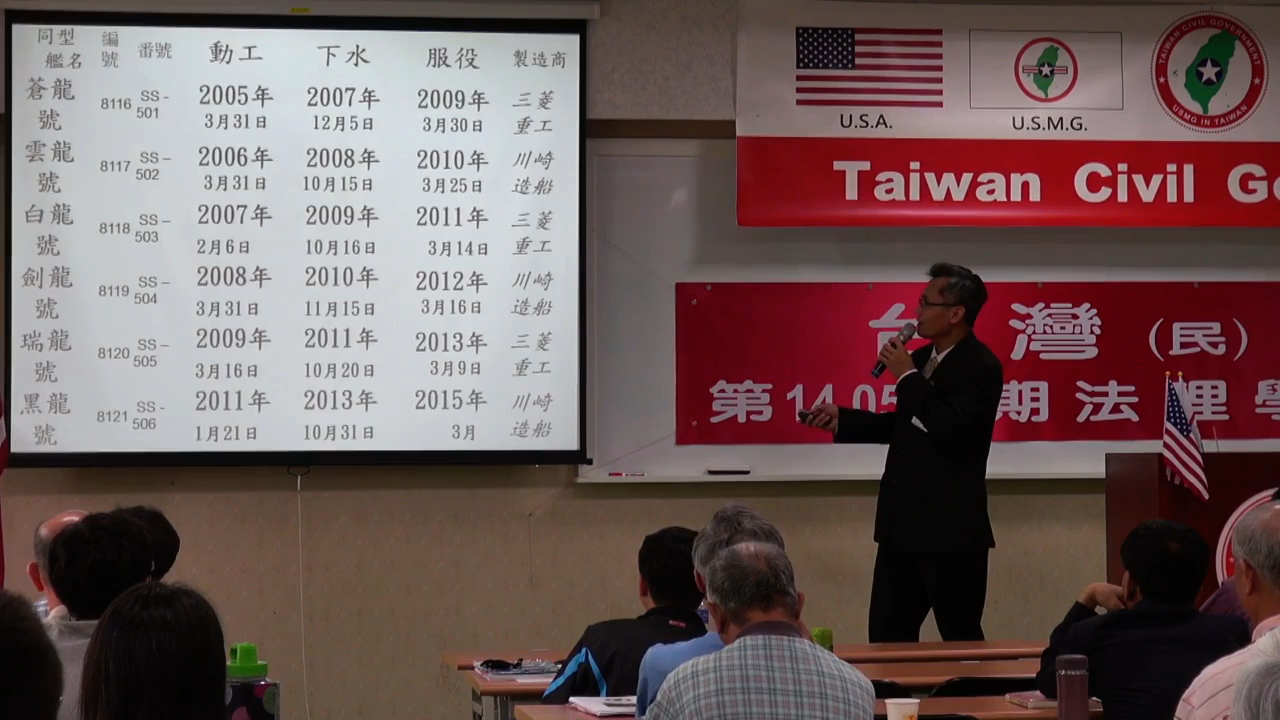 同型 編 番號 動工 下水 服役 製造商
艦名 號
蒼龍 8116 SS- 2005年 2007年 2009年 三菱
號 501 3月31日 12月5日 3月30日 重工
雲龍 8117 SS- 2006年 2008年 2010年 川崎
號 502 3月31日 10月15日 3月25日 造船
白龍 8118 SS- 2007年 2009年 2011年 三菱
號 503 2月6日 10月16日 3月14日 重工
劍龍 8119 SS- 2008年 2010年 2012年 川崎
號 504 3月31日 11月15日 3月16日 造船
瑞龍 8120 SS- 2009年 2011年 2013年 三菱
號 505 3月16日 10月20日 3月9日 重工
黑龍 8121 SS- 2011年 2013年 2015年 川崎
號 506 1月21日 10月31日 3月 造船
U.S.A. U.S.M.G.
TAIWAN CIVIL GOVERNMENT
USMG IN TAIWAN
Taiwan Civil Go
台灣(民)
第14.05 期法理學